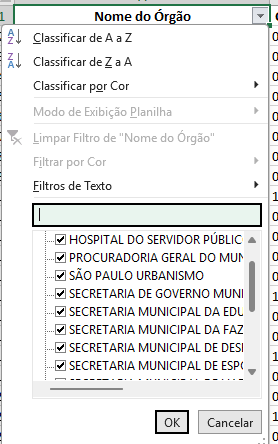 Nome do Órgão
Classificar de A a Z
Classificar de Z a A
Classificar por Cor
Modo de Exibição Planilha
Limpar Filtro de "Nome do Órgão"
Filtrar por Cor
Filtros de Texto
HOSPITAL DO SERVIDOR PÚBLIC
PROCURADORIA GERAL DO MUN
SÃO PAULO URBANISMO
SECRETARIA DE GOVERNO MUNI
SECRETARIA MUNICIPAL DA EDU
SECRETARIA MUNICIPAL DA FAZ
SECRETARIA MUNICIPAL DE DESE
SECRETARIA MUNICIPAL DE ESPO
OK Cancelar